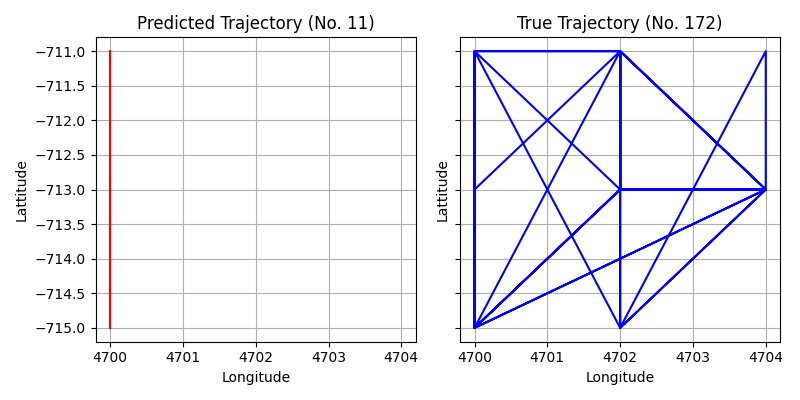 Predicted Trajectory (No. 11)
True Trajectory (No. 172)
−711.0
−711.5
−712.0
−712.5
−713.0
−713.5
−714.0
−714.5
−715.0
Lattitude
Lattitude
4700 4701 4702 4703 4704
4700 4701 4702 4703 4704
Longitude
Longitude